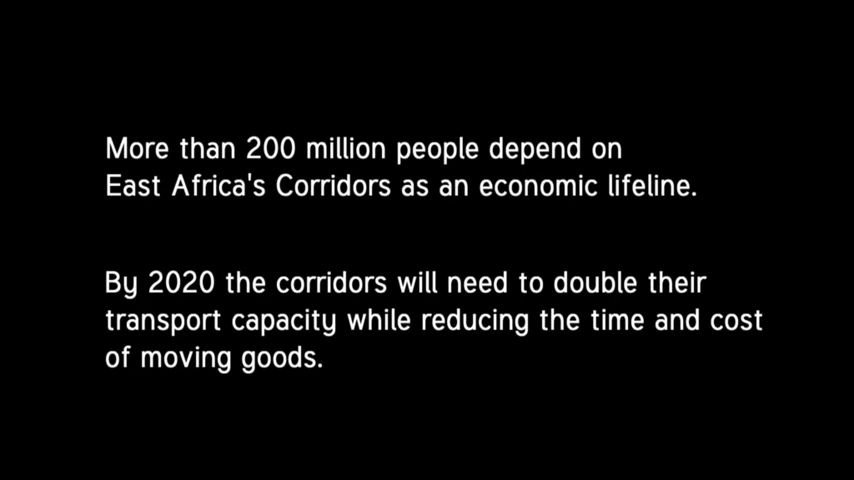 More than 200 million people depend on
East Africa's Corridors as an economic lifeline.
By 2020 the corridors will need to double their
transport capacity while reducing the time and cost
of moving goods.